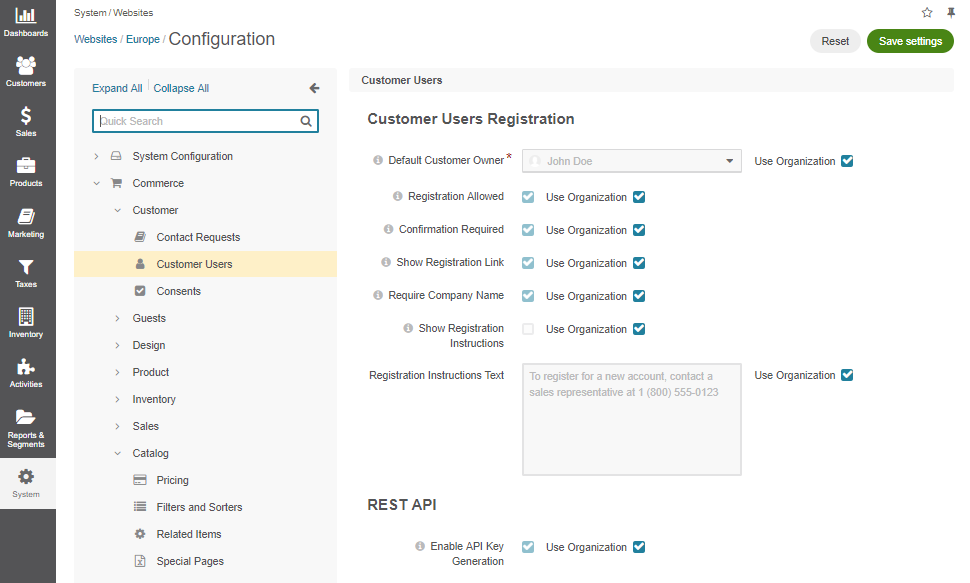 Dashboards
Customers
Sales
Products
Marketing
Taxes
Inventory
Activities
Reports &
Segments
System
System / Websites
Websites / Europe / Configuration
Reset
Save settings
Expand All
Collapse All
Quick Search
System Configuration
Commerce
Customer
Contact Requests
Customer Users
Consents
Guests
Design
Product
Inventory
Sales
Catalog
Pricing
Filters and Sorters
Related Items
Special Pages
Customer Users
Customer Users Registration
Default Customer Owner * John Doe Use Organization
Registration Allowed Use Organization
Confirmation Required Use Organization
Show Registration Link Use Organization
Require Company Name Use Organization
Show Registration Use Organization
Instructions
Registration Instructions Text To register for a new account, contact a Use Organization
sales representative at 1 (800) 555-0123
REST API
Enable API Key Use Organization
Generation